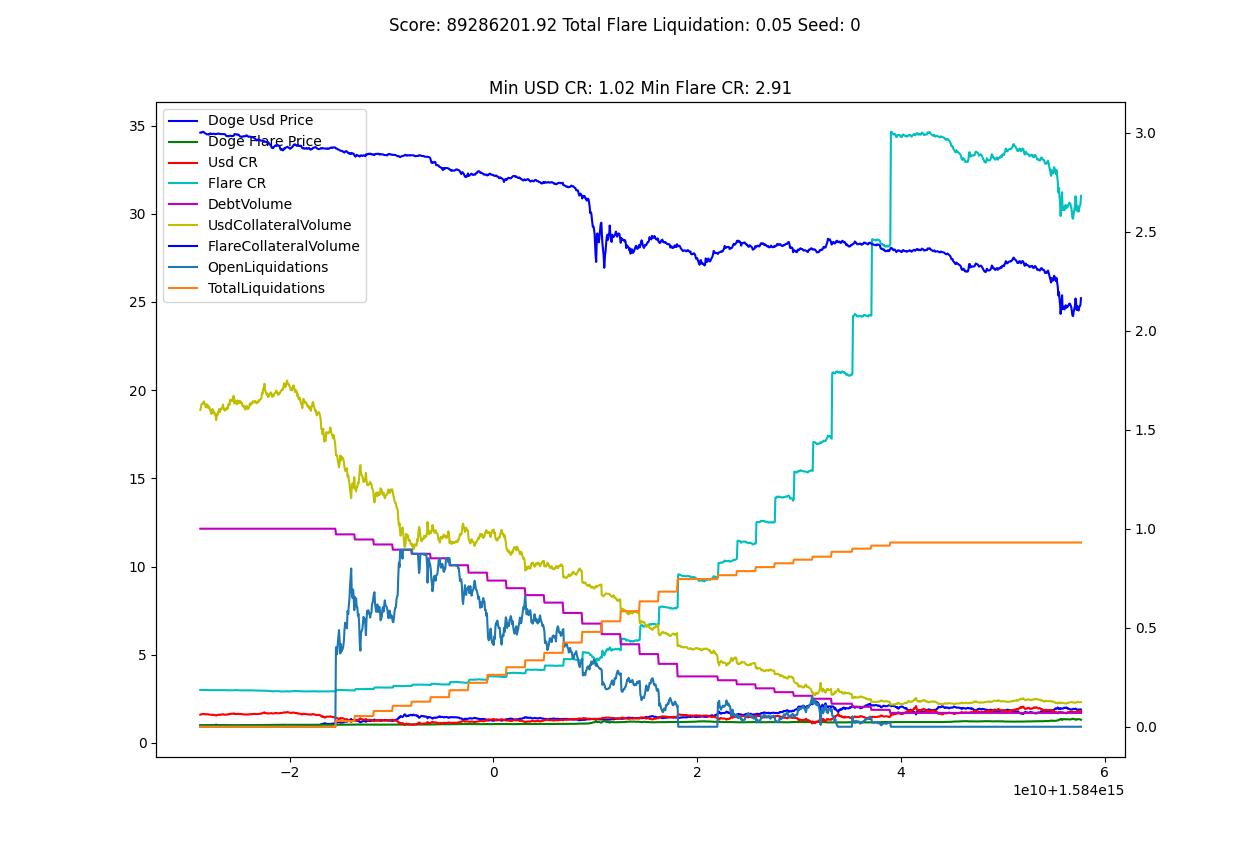 Score: 89286201.92 Total Flare Liquidation: 0.05 Seed: 0
Min USD CR: 1.02 Min Flare CR: 2.91
Doge Usd Price
Doge Flare Price
Usd CR
Flare CR
DebtVolume
UsdCollateralVolume
FlareCollateralVolume
OpenLiquidations
TotalLiquidations
35
30
25
20
15
10
5
0
3.0
2.5
2.0
1.5
1.0
0.5
0.0
−2
0
2
4
6
1e10+1.584e15